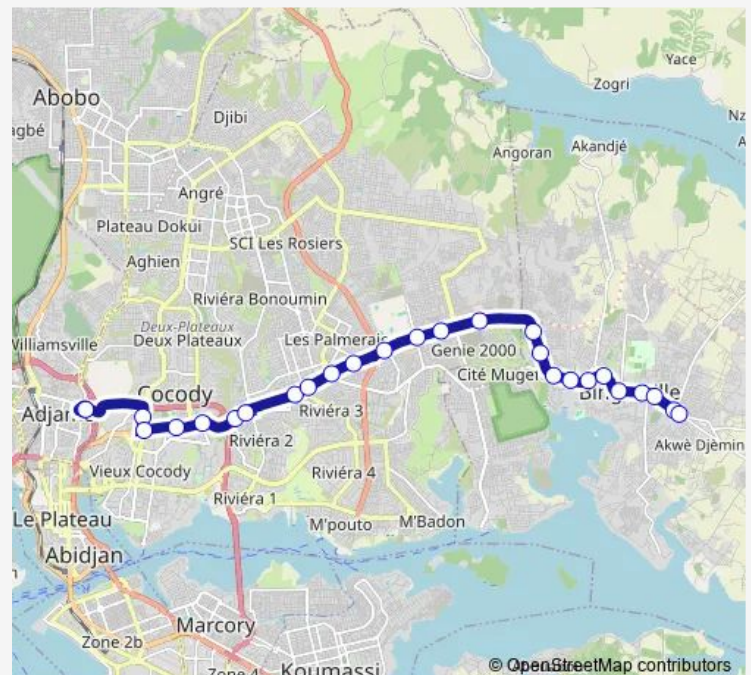 Yace
Zogri
Abobo
Djibi
Angoran
Akandjé
Angré
Plateau Dokui
SCI Les Rosiers
Aghien
Riviéra Bonoumin
Deux-Plateaux
Deux Plateaux
Les Palmerais
Williamsville
Genie 2000
Cité Mugef
Cocody
Riviéra 3
Riviéra 2
Akwè Djèmin
Vieux Cocody
Riviéra 4
Riviéra 1
M'pouto
M'Badon
Le Plateau
Abidjan
Marcory
Zone 2b
Zone 4
Koumassi
© OpenStreetMap contributors